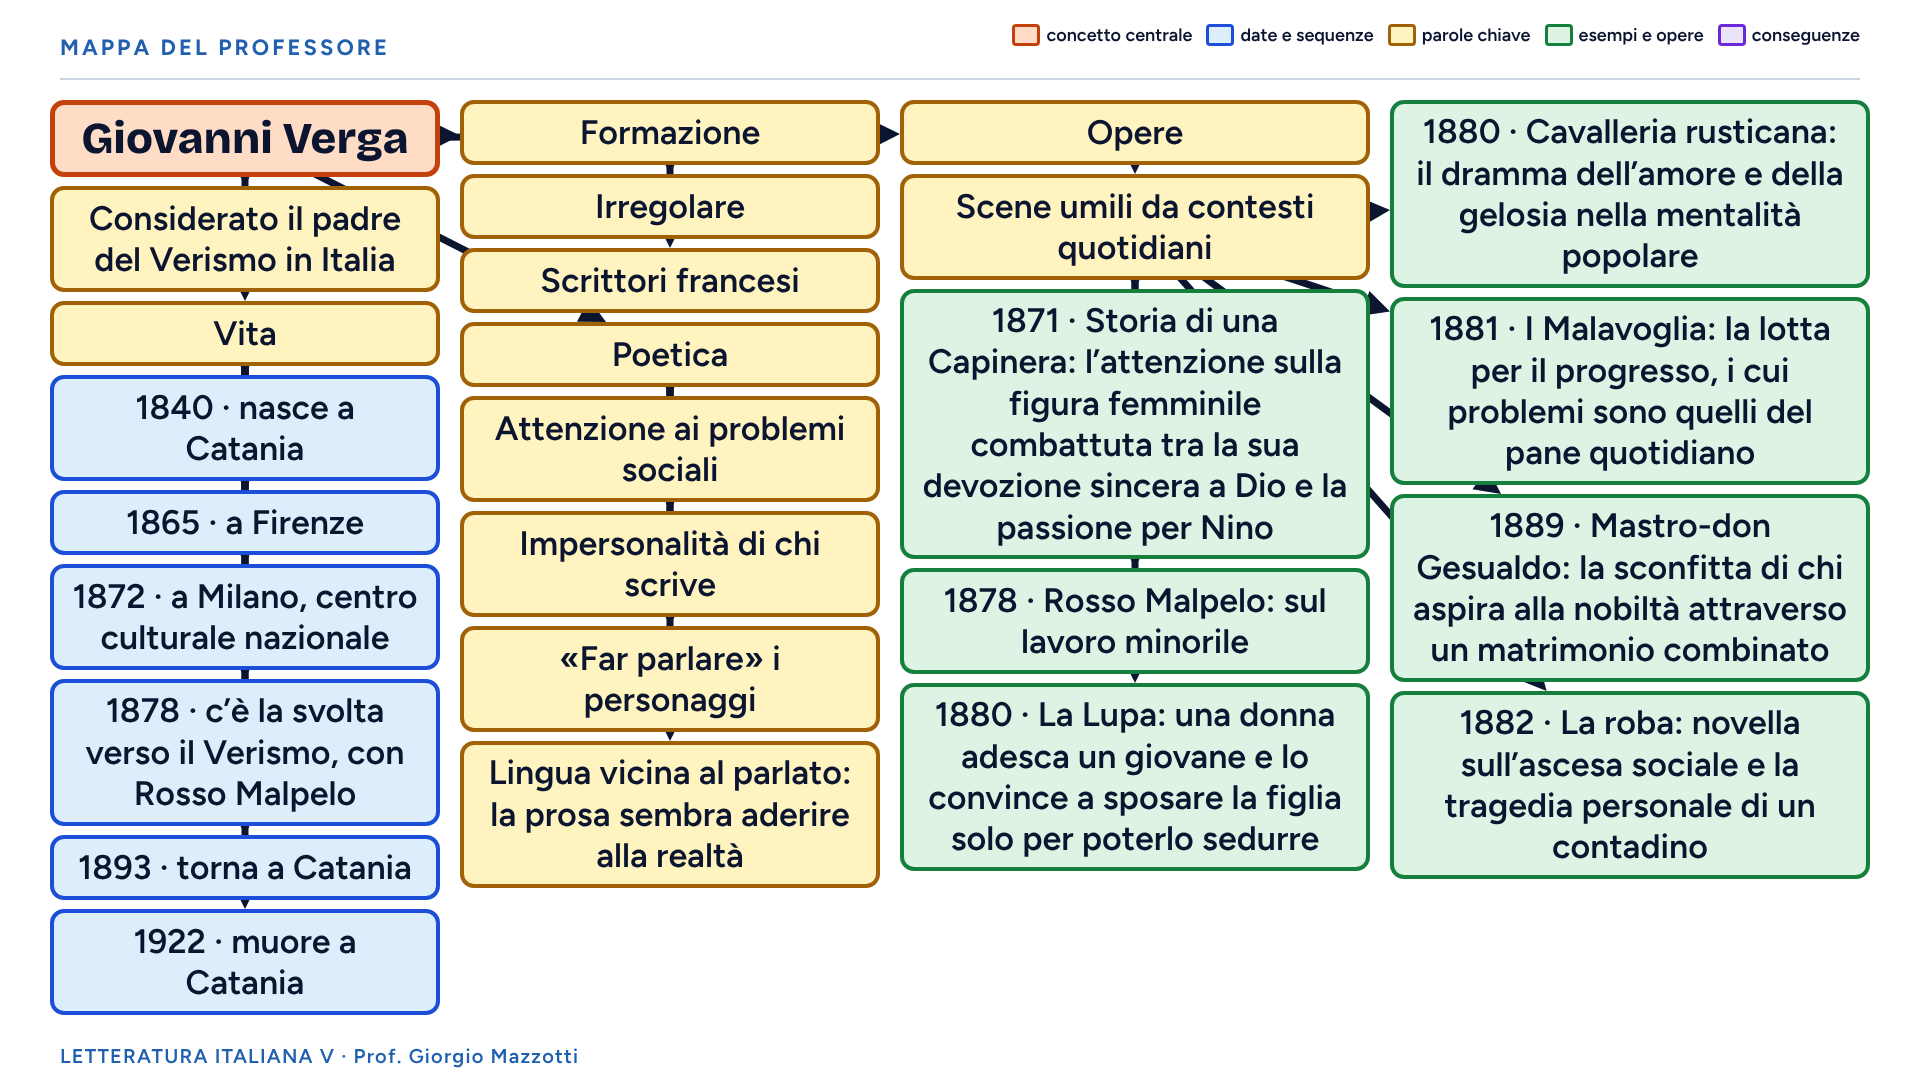 MAPPA DEL PROFESSORE
concetto centrale
date e sequenze
parole chiave
esempi e opere
conseguenze
Giovanni Verga
Considerato il padre
del Verismo in Italia
Vita
1840 · nasce a
Catania
1865 · a Firenze
1872 · a Milano, centro
culturale nazionale
1878 · c’è la svolta
verso il Verismo, con
Rosso Malpelo
1893 · torna a Catania
1922 · muore a
Catania
Formazione
Irregolare
Scrittori francesi
Poetica
Attenzione ai problemi
sociali
Impersonalità di chi
scrive
«Far parlare» i
personaggi
Lingua vicina al parlato:
la prosa sembra aderire
alla realtà
Opere
Scene umili da contesti
quotidiani
1871 · Storia di una
Capinera: l’attenzione sulla
figura femminile
combattuta tra la sua
devozione sincera a Dio e la
passione per Nino
1878 · Rosso Malpelo: sul
lavoro minorile
1880 · La Lupa: una donna
adesca un giovane e lo
convince a sposare la figlia
solo per poterlo sedurre
1880 · Cavalleria rusticana:
il dramma dell’amore e della
gelosia nella mentalità
popolare
1881 · I Malavoglia: la lotta
per il progresso, i cui
problemi sono quelli del
pane quotidiano
1889 · Mastro-don
Gesualdo: la sconfitta di chi
aspira alla nobiltà attraverso
un matrimonio combinato
1882 · La roba: novella
sull’ascesa sociale e la
tragedia personale di un
contadino
LETTERATURA ITALIANA V · Prof. Giorgio Mazzotti